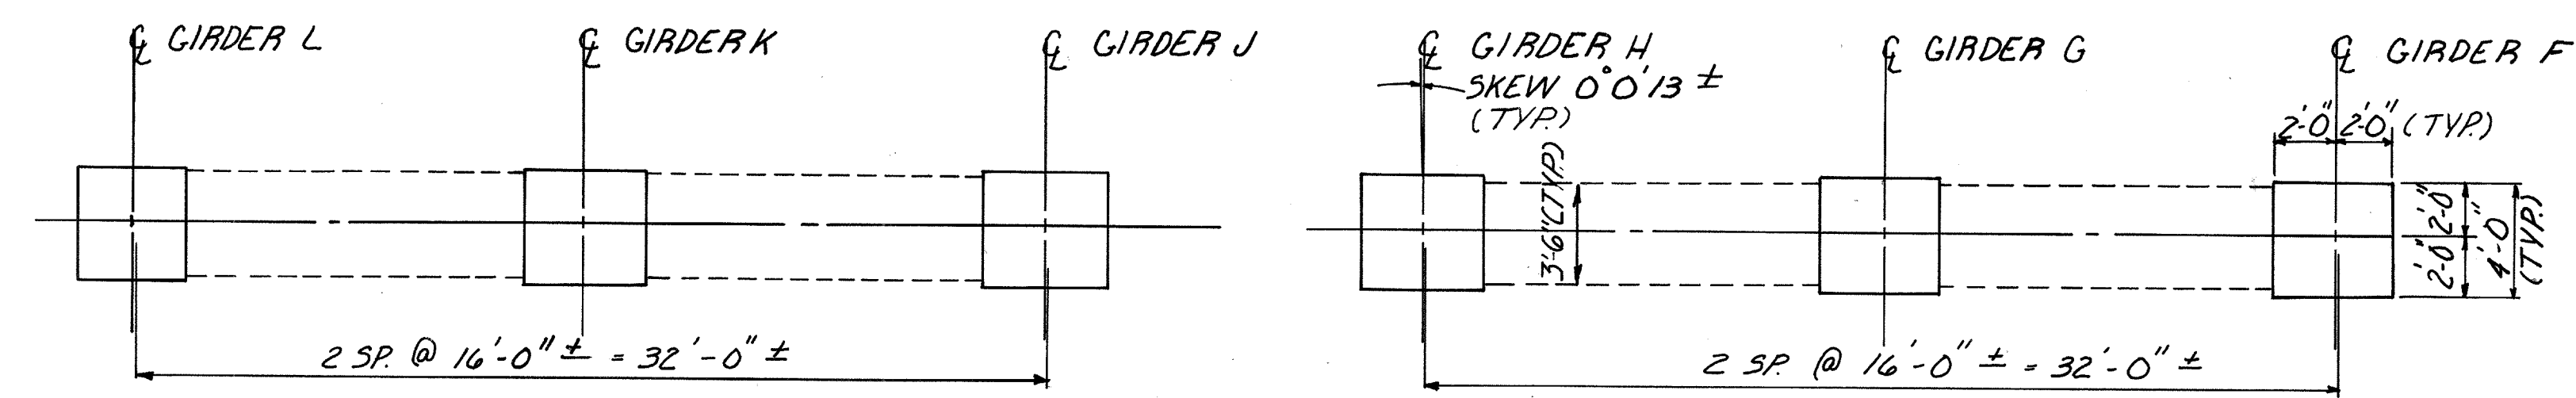 ℄ GIRDER L
℄ GIRDER K
℄ GIRDER J
℄ GIRDER H
℄ GIRDER G
℄ GIRDER F
SKEW 0°0'13 ±
(TYP.)
2'-0" 2'-0" (TYP.)
3'-6" (TYP.)
2'-0" 2'-0"
4'-0"
(TYP.)
2 SP. @ 16'-0" ± = 32'-0" ±
2 SP. @ 16'-0" ± = 32'-0" ±